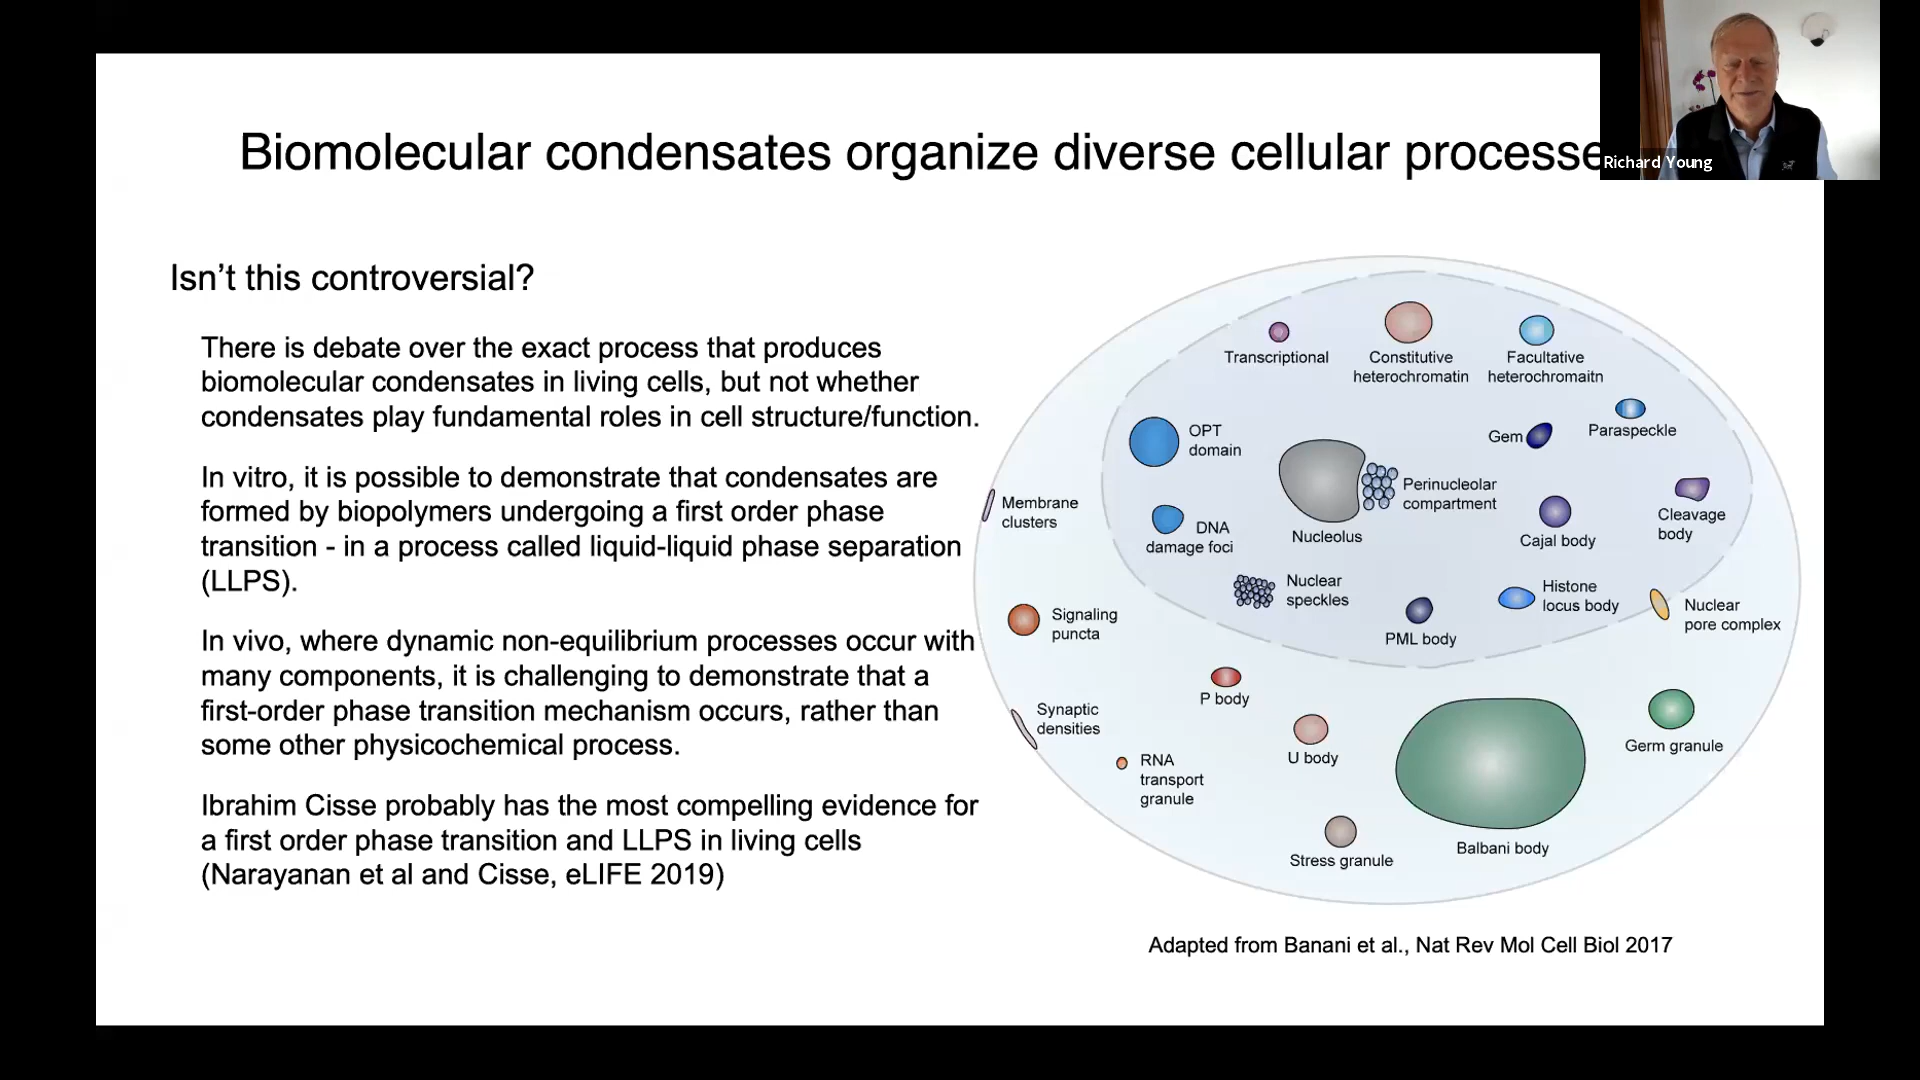 Biomolecular condensates organize diverse cellular processe
Richard Young
Isn't this controversial?
There is debate over the exact process that produces
biomolecular condensates in living cells, but not whether
condensates play fundamental roles in cell structure/function.
In vitro, it is possible to demonstrate that condensates are
formed by biopolymers undergoing a first order phase
transition - in a process called liquid-liquid phase separation
(LLPS).
In vivo, where dynamic non-equilibrium processes occur with
many components, it is challenging to demonstrate that a
first-order phase transition mechanism occurs, rather than
some other physicochemical process.
Ibrahim Cisse probably has the most compelling evidence for
a first order phase transition and LLPS in living cells
(Narayanan et al and Cisse, eLIFE 2019)
Transcriptional
Constitutive
heterochromatin
Facultative
heterochromaitn
OPT
domain
Gem
Paraspeckle
Membrane
clusters
Perinucleolar
compartment
Nucleolus
DNA
damage foci
Cajal body
Cleavage
body
Nuclear
speckles
Histone
locus body
PML body
Nuclear
pore complex
Signaling
puncta
P body
Synaptic
densities
U body
Germ granule
RNA
transport
granule
Stress granule
Balbani body
Adapted from Banani et al., Nat Rev Mol Cell Biol 2017